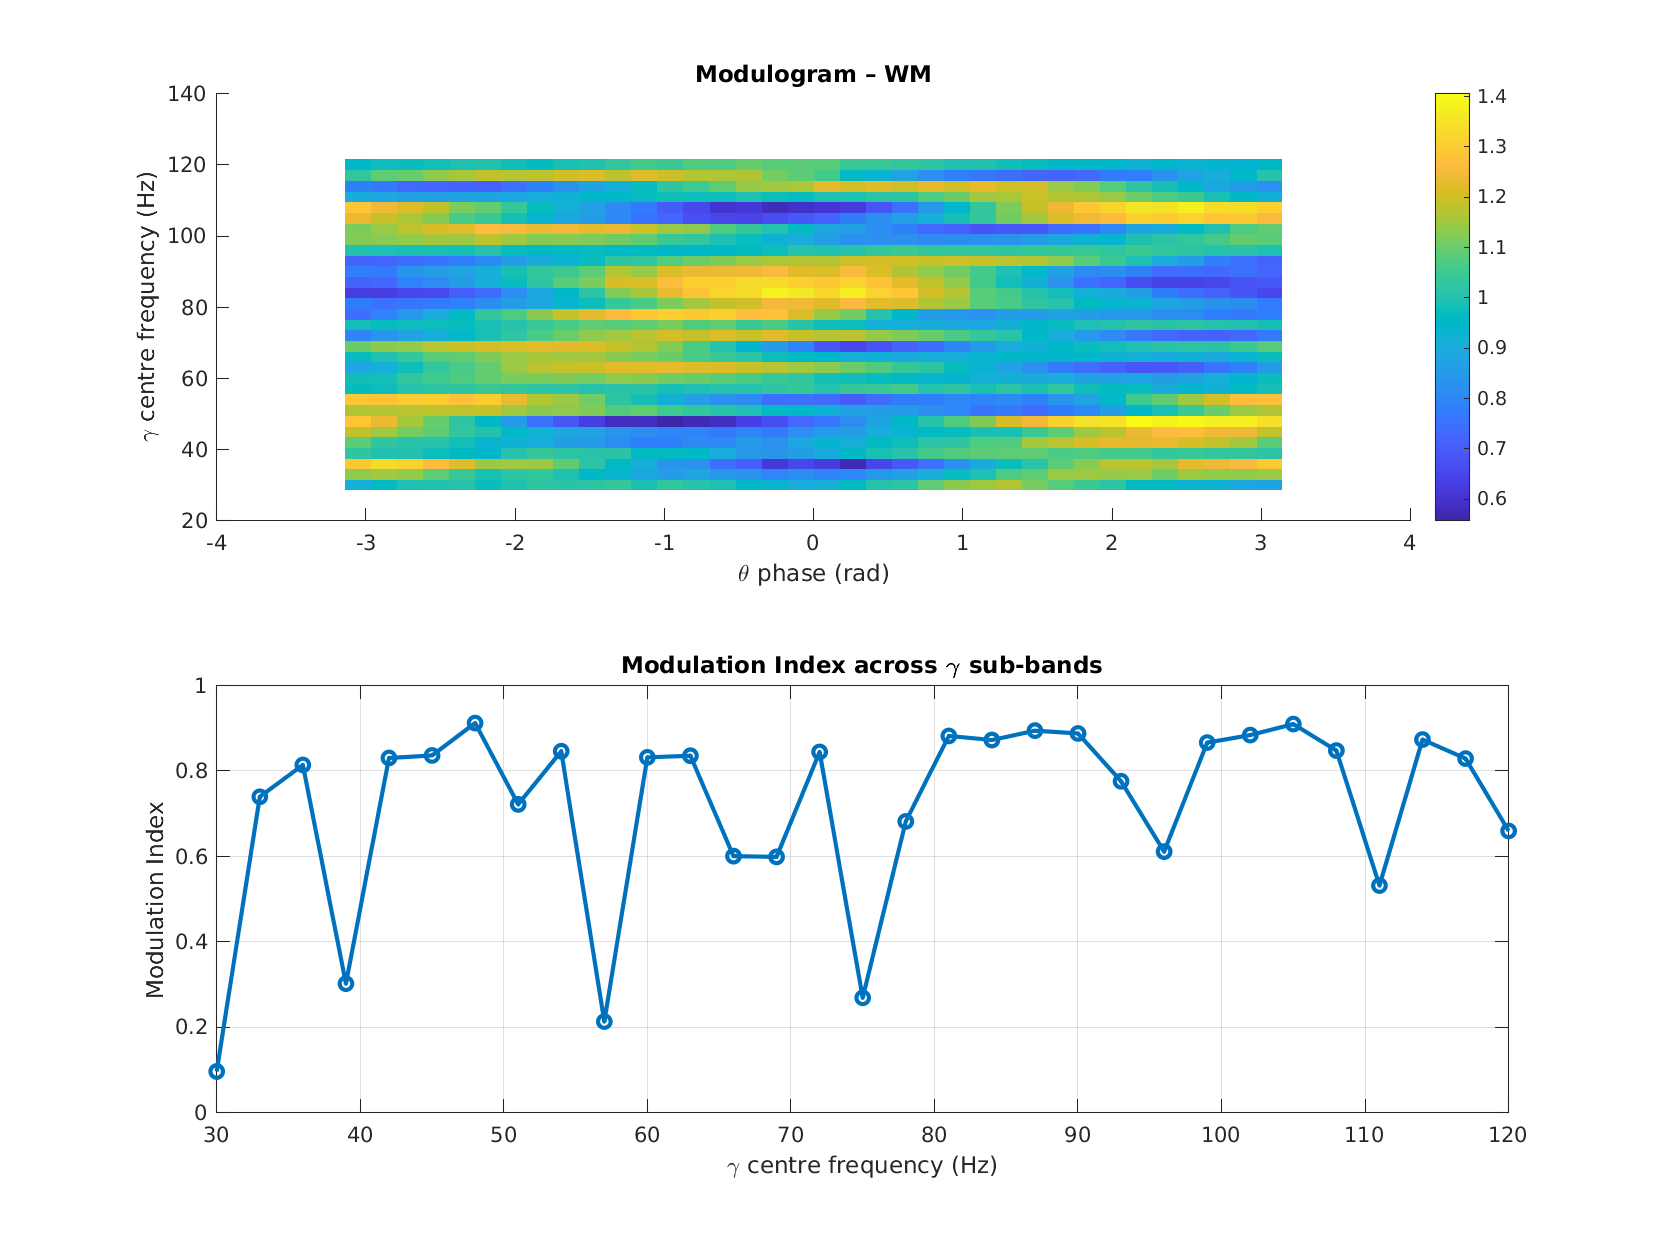 Modulogram – WM
140
120
100
80
60
40
20
γ centre frequency (Hz)
-4 -3 -2 -1 0 1 2 3 4
θ phase (rad)
1.4
1.3
1.2
1.1
1
0.9
0.8
0.7
0.6
Modulation Index across γ sub-bands
1
0.8
0.6
0.4
0.2
0
Modulation Index
30 40 50 60 70 80 90 100 110 120
γ centre frequency (Hz)